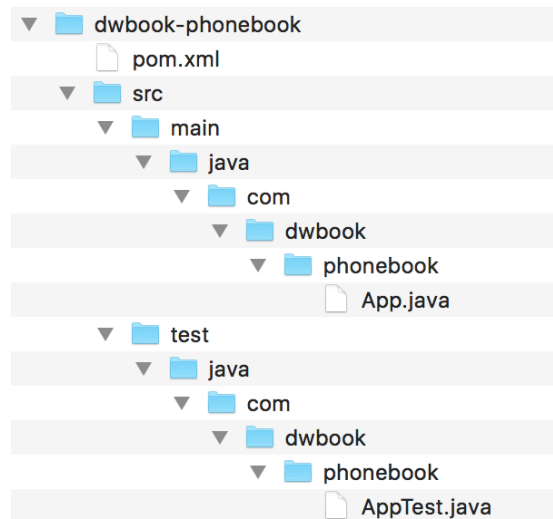 dwbook-phonebook
pom.xml
src
main
java
com
dwbook
phonebook
App.java
test
java
com
dwbook
phonebook
AppTest.java